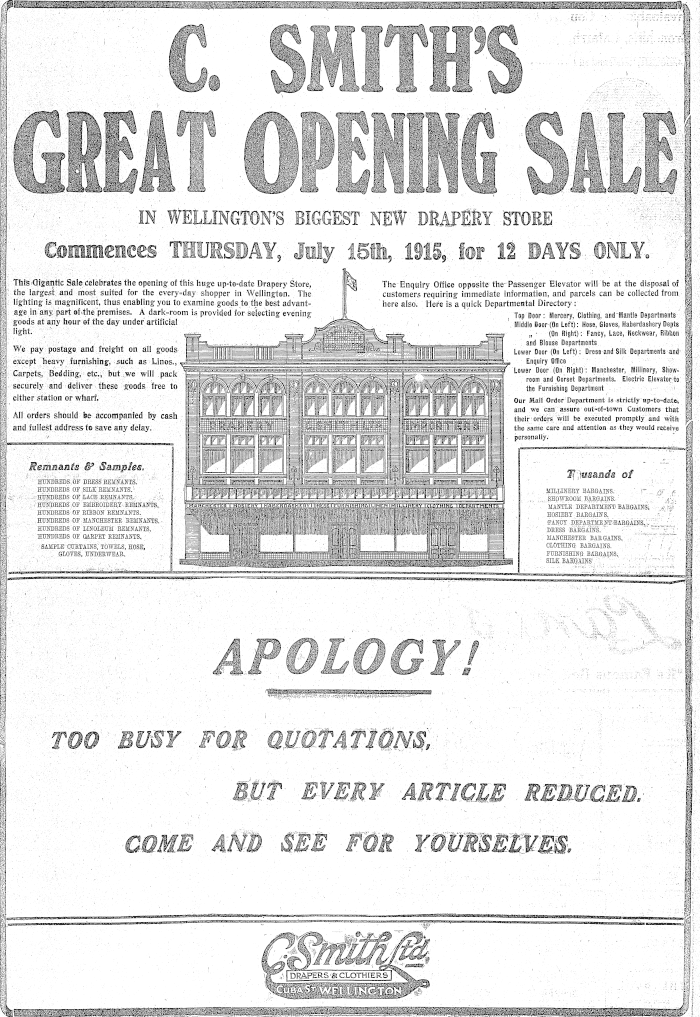 C. SMITH'S
GREAT OPENING SALE
IN WELLINGTON'S BIGGEST NEW DRAPERY STORE
Commences THURSDAY, July 15th, 1915, for 12 DAYS ONLY.
This Gigantic Sale celebrates the opening of this huge up-to-date Drapery Store,
the largest and most suited for the every-day shopper in Wellington. The
lighting is magnificent, thus enabling you to examine goods to the best advant-
age in any part of the premises. A dark-room is provided for selecting evening
goods at any hour of the day under artificial
light.
We pay postage and freight on all goods
except heavy furnishing, such as Linos.,
Carpets, Bedding, etc., but we will pack
securely and deliver these goods free to
either station or wharf.
All orders should be accompanied by cash
and fullest address to save any delay.
The Enquiry Office opposite the Passenger Elevator will be at the disposal of
customers requiring immediate information, and parcels can be collected from
here also. Here is a quick Departmental Directory :
Top Door : Mercery, Clothing, and Mantle Departments
Middle Door (On Left) : Hose, Gloves, Haberdashery Depts
" (On Right) : Fancy, Lace, Neckwear, Ribbon
and Blouse Departments
Lower Door (On Left) : Dress and Silk Departments and
Enquiry Office
Lower Door (On Right) : Manchester, Millinery, Show-
room and Corset Departments. Electric Elevator to
the Furnishing Department
Our Mail Order Department is strictly up-to-date,
and we can assure out-of-town Customers that
their orders will be executed promptly and with
the same care and attention as they would receive
personally.
Remnants & Samples.
HUNDREDS OF DRESS REMNANTS.
HUNDREDS OF SILK REMNANTS.
HUNDREDS OF LACE REMNANTS.
HUNDREDS OF EMBROIDERY REMNANTS.
HUNDREDS OF RIBBON REMNANTS.
HUNDREDS OF MANCHESTER REMNANTS.
HUNDREDS OF LINOLEUM REMNANTS.
HUNDREDS OF CARPET REMNANTS.
SAMPLE CURTAINS, TOWELS, HOSE,
GLOVES, UNDERWEAR.
T usands of
MILLINERY BARGAINS.
SHOWROOM BARGAINS.
MANTLE DEPARTMENT BARGAINS.
HOSIERY BARGAINS.
FANCY DEPARTMENT BARGAINS.
DRESS BARGAINS.
MANCHESTER BARGAINS.
CLOTHING BARGAINS.
FURNISHING BARGAINS.
SILK BARGAINS
APOLOGY!
TOO BUSY FOR QUOTATIONS,
BUT EVERY ARTICLE REDUCED.
COME AND SEE FOR YOURSELVES.
C. Smith Ltd.
DRAPERS & CLOTHIERS
CUBA ST WELLINGTON